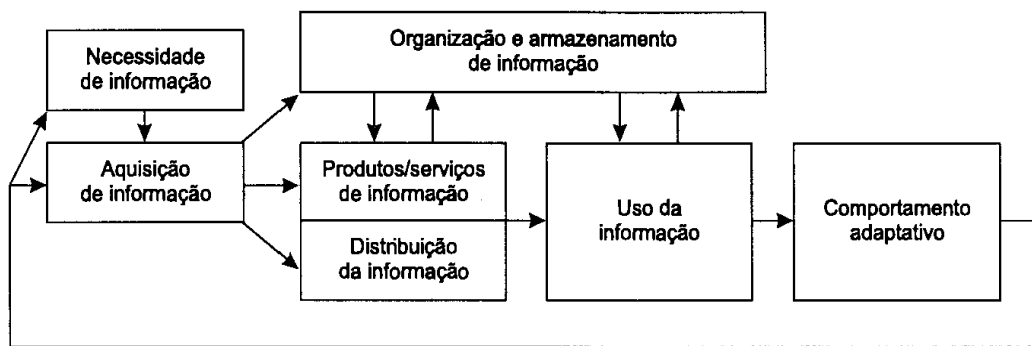 Necessidade
de informação
Organização e armazenamento
de informação
Aquisição
de informação
Produtos/serviços
de informação
Distribuição
da informação
Uso da
informação
Comportamento
adaptativo